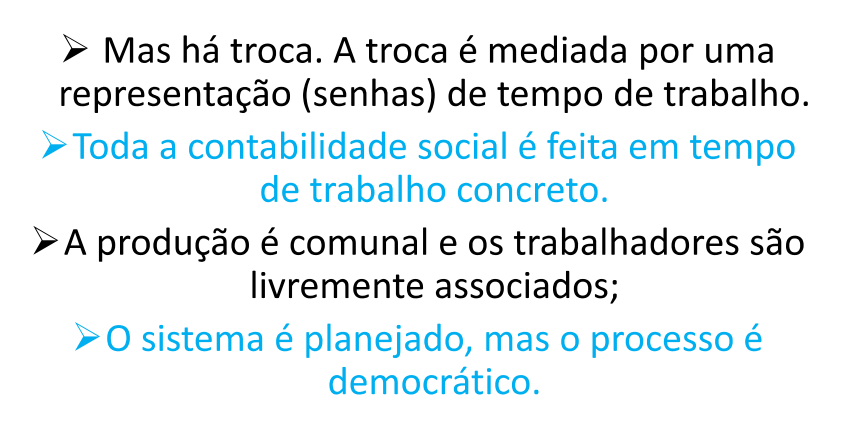 ➢ Mas há troca. A troca é mediada por uma
representação (senhas) de tempo de trabalho.
➢Toda a contabilidade social é feita em tempo
de trabalho concreto.
➢A produção é comunal e os trabalhadores são
livremente associados;
➢O sistema é planejado, mas o processo é
democrático.